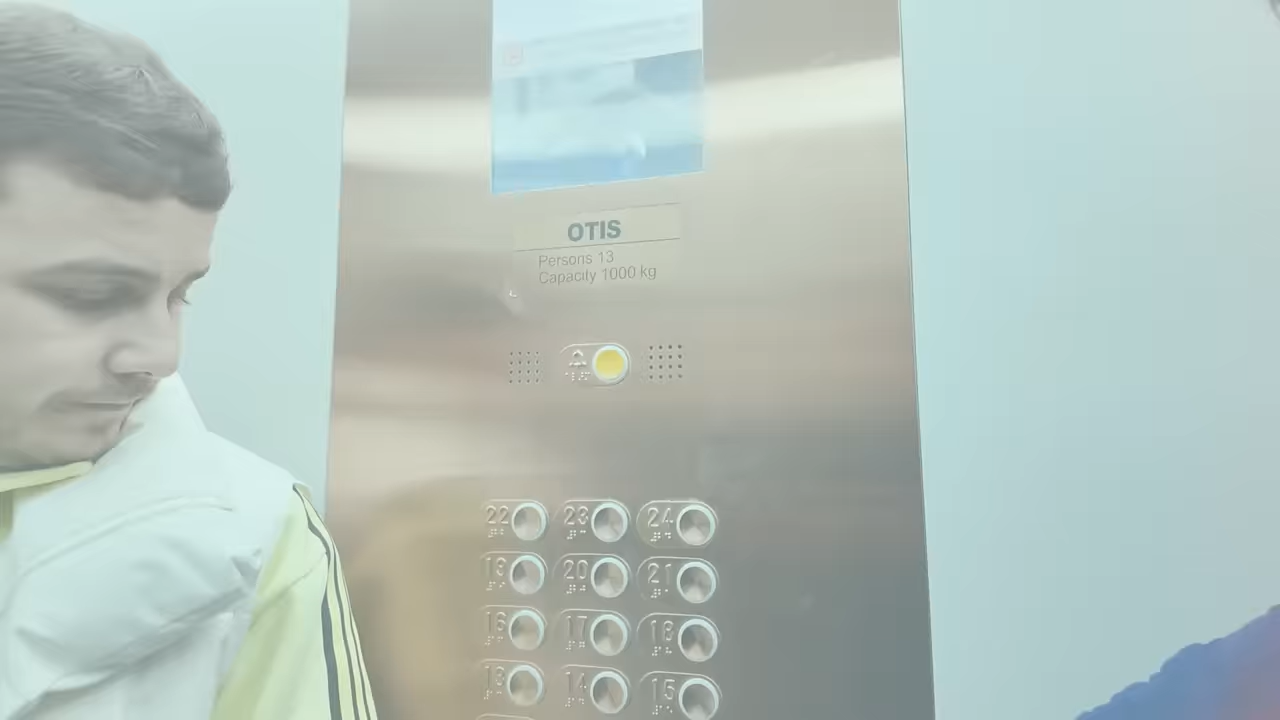 OTIS
Persons 13
Capacity 1000 kg
22 23 24
19 20 21
16 17 18
13 14 15